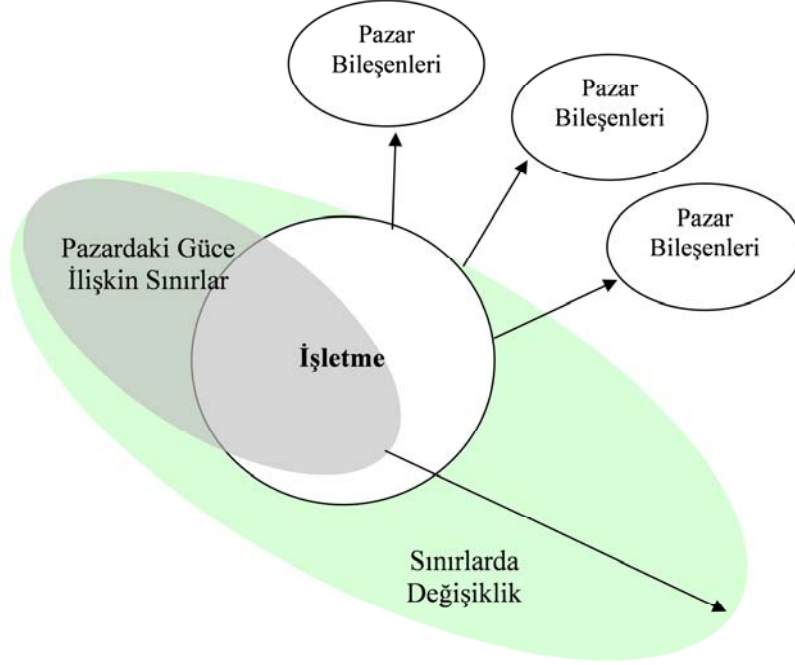 Pazar
Bileşenleri
Pazar
Bileşenleri
Pazar
Bileşenleri
Pazardaki Güce
İlişkin Sınırlar
İşletme
Sınırlarda
Değişiklik